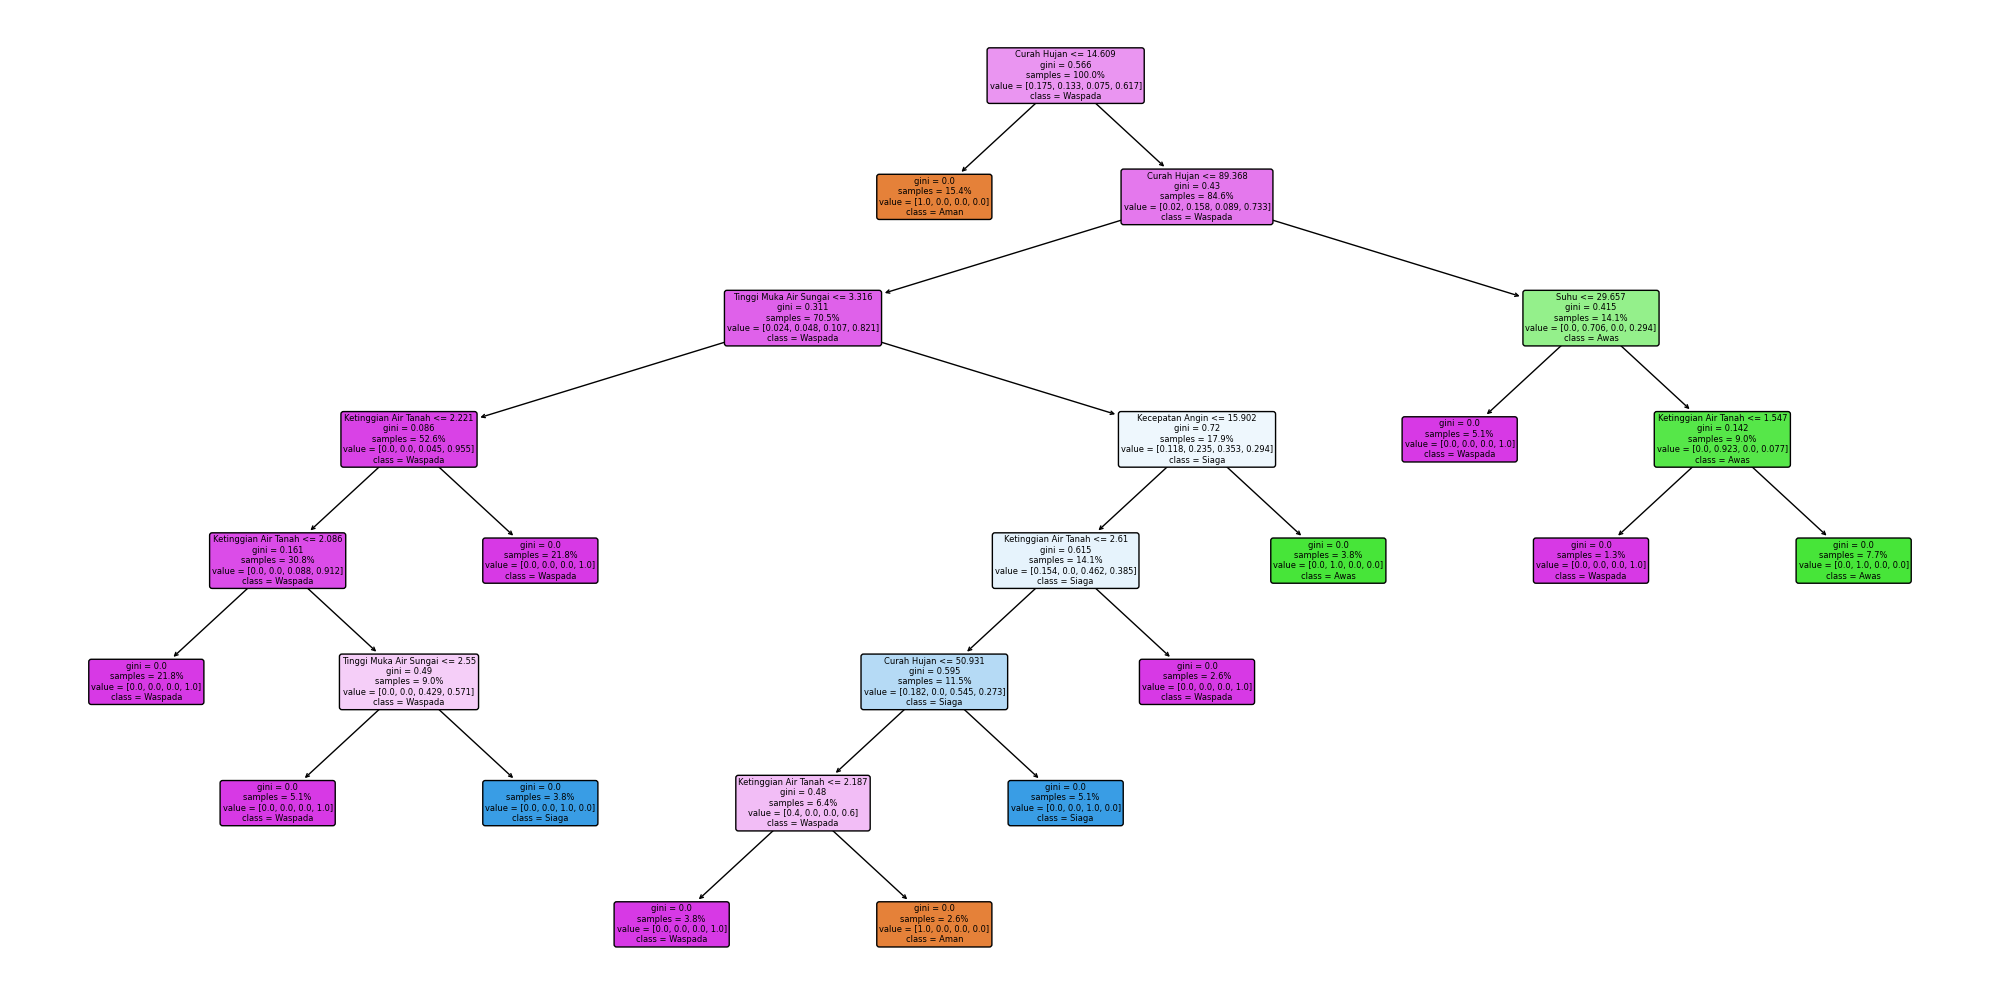 Curah Hujan <= 14.609
gini = 0.566
samples = 100.0%
value = [0.175, 0.133, 0.075, 0.617]
class = Waspada
gini = 0.0
samples = 15.4%
value = [1.0, 0.0, 0.0, 0.0]
class = Aman
Curah Hujan <= 89.368
gini = 0.43
samples = 84.6%
value = [0.02, 0.158, 0.089, 0.733]
class = Waspada
Tinggi Muka Air Sungai <= 3.316
gini = 0.311
samples = 70.5%
value = [0.024, 0.048, 0.107, 0.821]
class = Waspada
Suhu <= 29.657
gini = 0.415
samples = 14.1%
value = [0.0, 0.706, 0.0, 0.294]
class = Awas
Ketinggian Air Tanah <= 2.221
gini = 0.086
samples = 52.6%
value = [0.0, 0.0, 0.045, 0.955]
class = Waspada
Kecepatan Angin <= 15.902
gini = 0.72
samples = 17.9%
value = [0.118, 0.235, 0.353, 0.294]
class = Siaga
gini = 0.0
samples = 5.1%
value = [0.0, 0.0, 0.0, 1.0]
class = Waspada
Ketinggian Air Tanah <= 1.547
gini = 0.142
samples = 9.0%
value = [0.0, 0.923, 0.0, 0.077]
class = Awas
Ketinggian Air Tanah <= 2.086
gini = 0.161
samples = 30.8%
value = [0.0, 0.0, 0.088, 0.912]
class = Waspada
gini = 0.0
samples = 21.8%
value = [0.0, 0.0, 0.0, 1.0]
class = Waspada
Ketinggian Air Tanah <= 2.61
gini = 0.615
samples = 14.1%
value = [0.154, 0.0, 0.462, 0.385]
class = Siaga
gini = 0.0
samples = 3.8%
value = [0.0, 1.0, 0.0, 0.0]
class = Awas
gini = 0.0
samples = 1.3%
value = [0.0, 0.0, 0.0, 1.0]
class = Waspada
gini = 0.0
samples = 7.7%
value = [0.0, 1.0, 0.0, 0.0]
class = Awas
gini = 0.0
samples = 21.8%
value = [0.0, 0.0, 0.0, 1.0]
class = Waspada
Tinggi Muka Air Sungai <= 2.55
gini = 0.49
samples = 9.0%
value = [0.0, 0.0, 0.429, 0.571]
class = Waspada
Curah Hujan <= 50.931
gini = 0.595
samples = 11.5%
value = [0.182, 0.0, 0.545, 0.273]
class = Siaga
gini = 0.0
samples = 2.6%
value = [0.0, 0.0, 0.0, 1.0]
class = Waspada
gini = 0.0
samples = 5.1%
value = [0.0, 0.0, 0.0, 1.0]
class = Waspada
gini = 0.0
samples = 3.8%
value = [0.0, 0.0, 1.0, 0.0]
class = Siaga
Ketinggian Air Tanah <= 2.187
gini = 0.48
samples = 6.4%
value = [0.4, 0.0, 0.0, 0.6]
class = Waspada
gini = 0.0
samples = 5.1%
value = [0.0, 0.0, 1.0, 0.0]
class = Siaga
gini = 0.0
samples = 3.8%
value = [0.0, 0.0, 0.0, 1.0]
class = Waspada
gini = 0.0
samples = 2.6%
value = [1.0, 0.0, 0.0, 0.0]
class = Aman